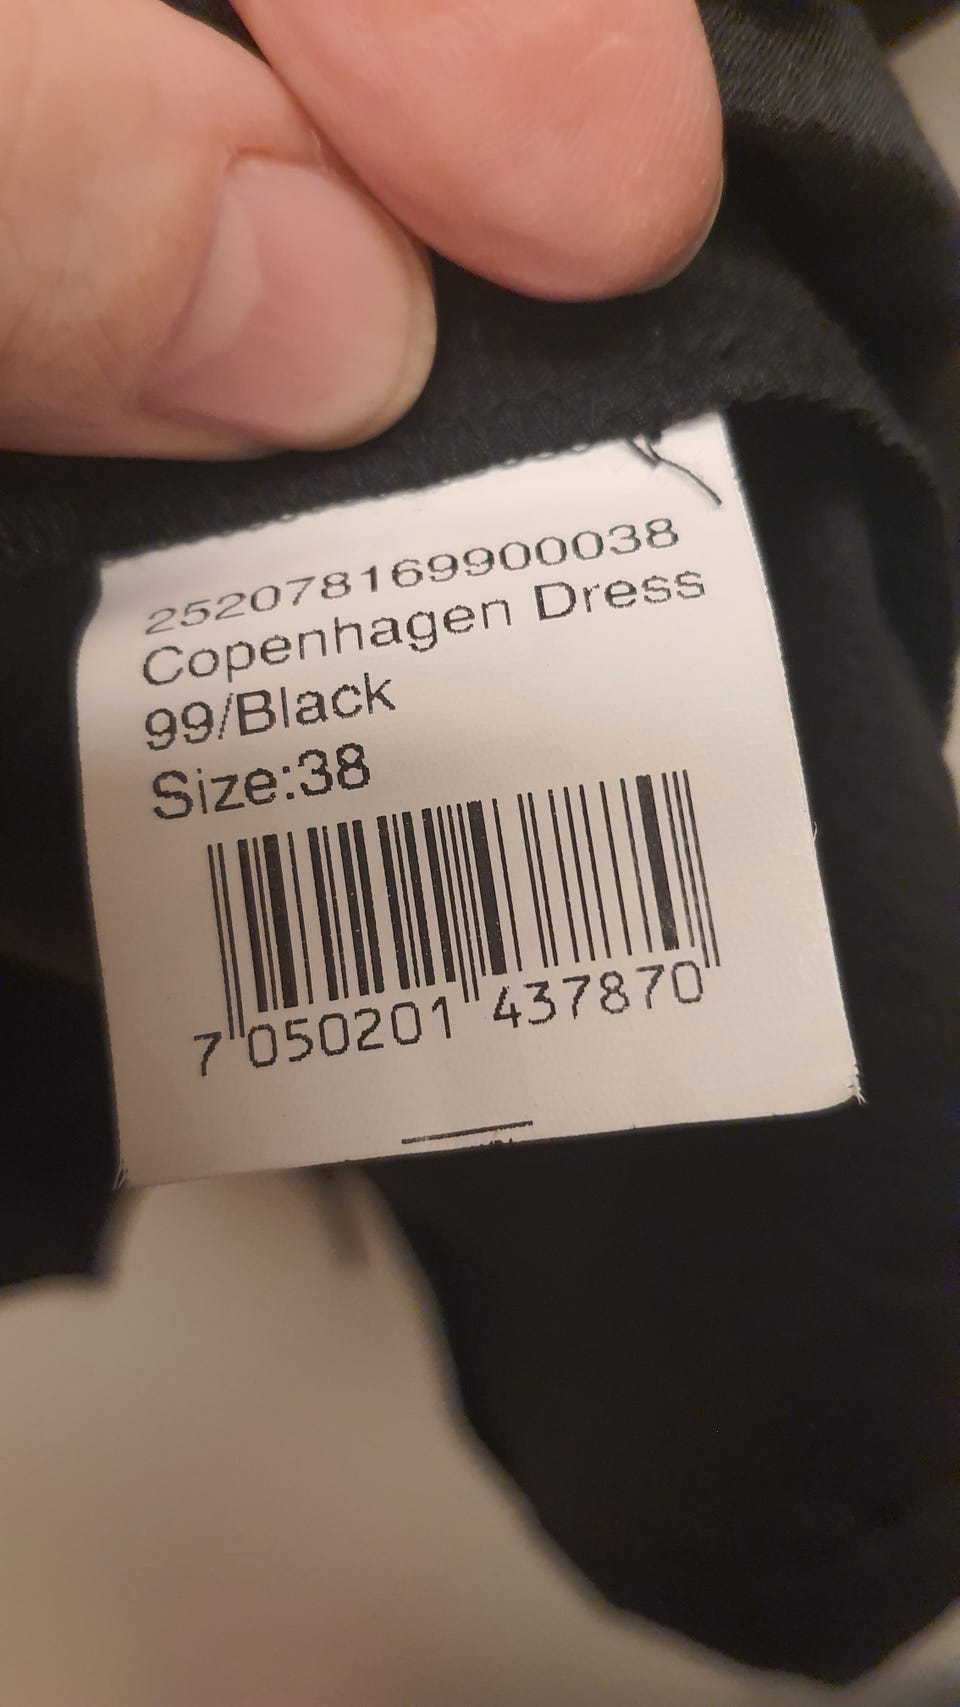 252078169900038
Copenhagen Dress
99/Black
Size:38
7 050201 437870